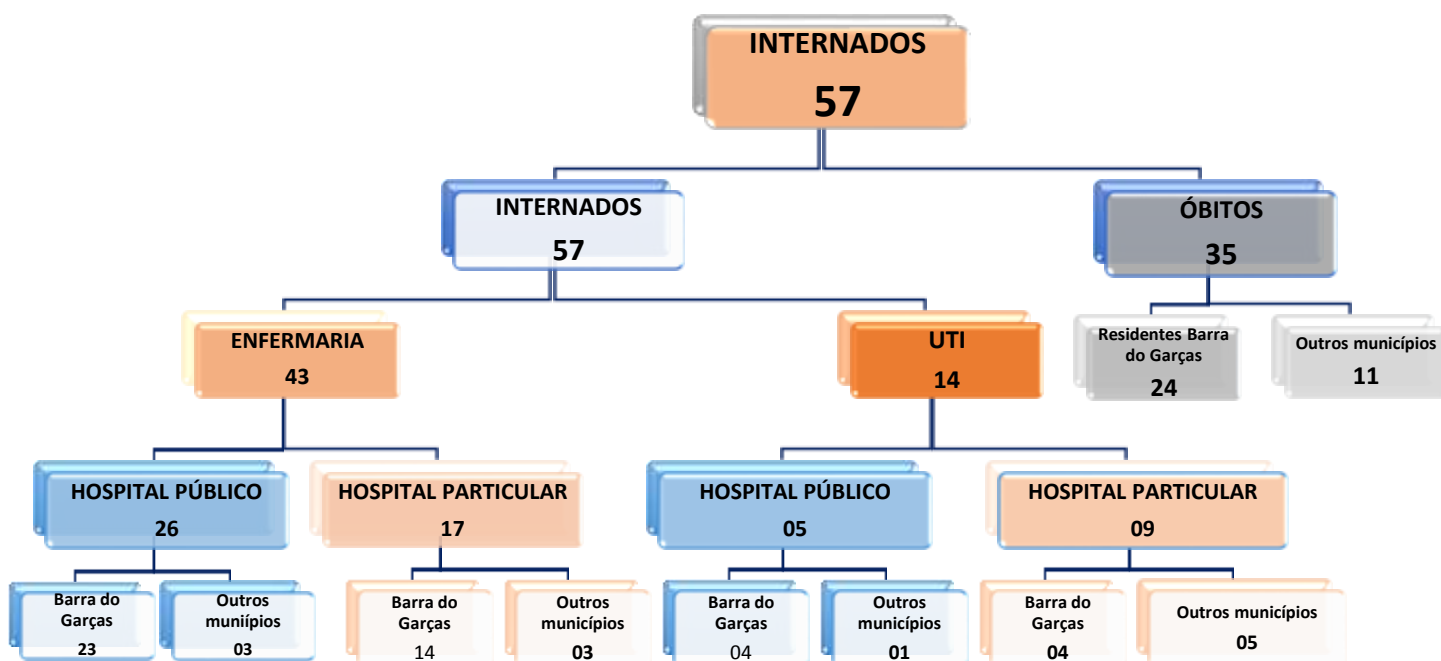 INTERNADOS
57
INTERNADOS
57
ÓBITOS
35
ENFERMARIA
43
UTI
14
Residentes Barra
do Garças
24
Outros municípios
11
HOSPITAL PÚBLICO
26
HOSPITAL PARTICULAR
17
HOSPITAL PÚBLICO
05
HOSPITAL PARTICULAR
09
Barra do
Garças
23
Outros
muniípios
03
Barra do
Garças
14
Outros
municípios
03
Barra do
Garças
04
Outros
municípios
01
Barra do
Garças
04
Outros municípios
05